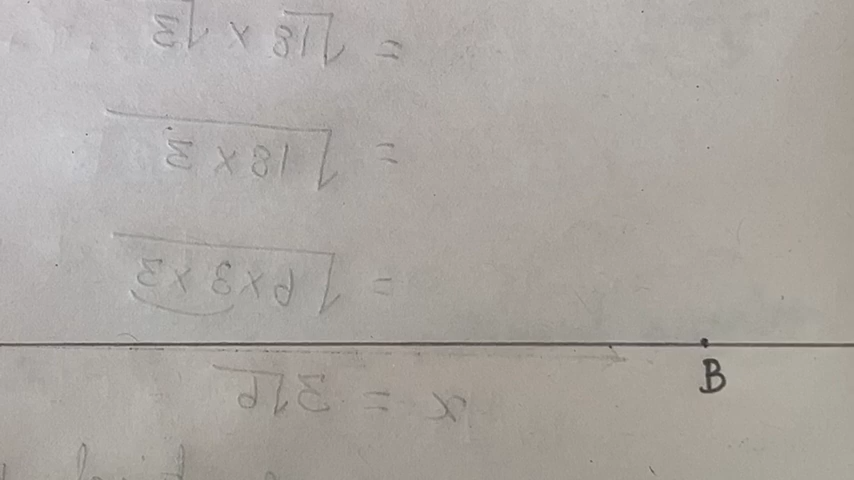 = √18 × √3
= √18 × 3
= √6 × 3 × 3
B
x = 3√6